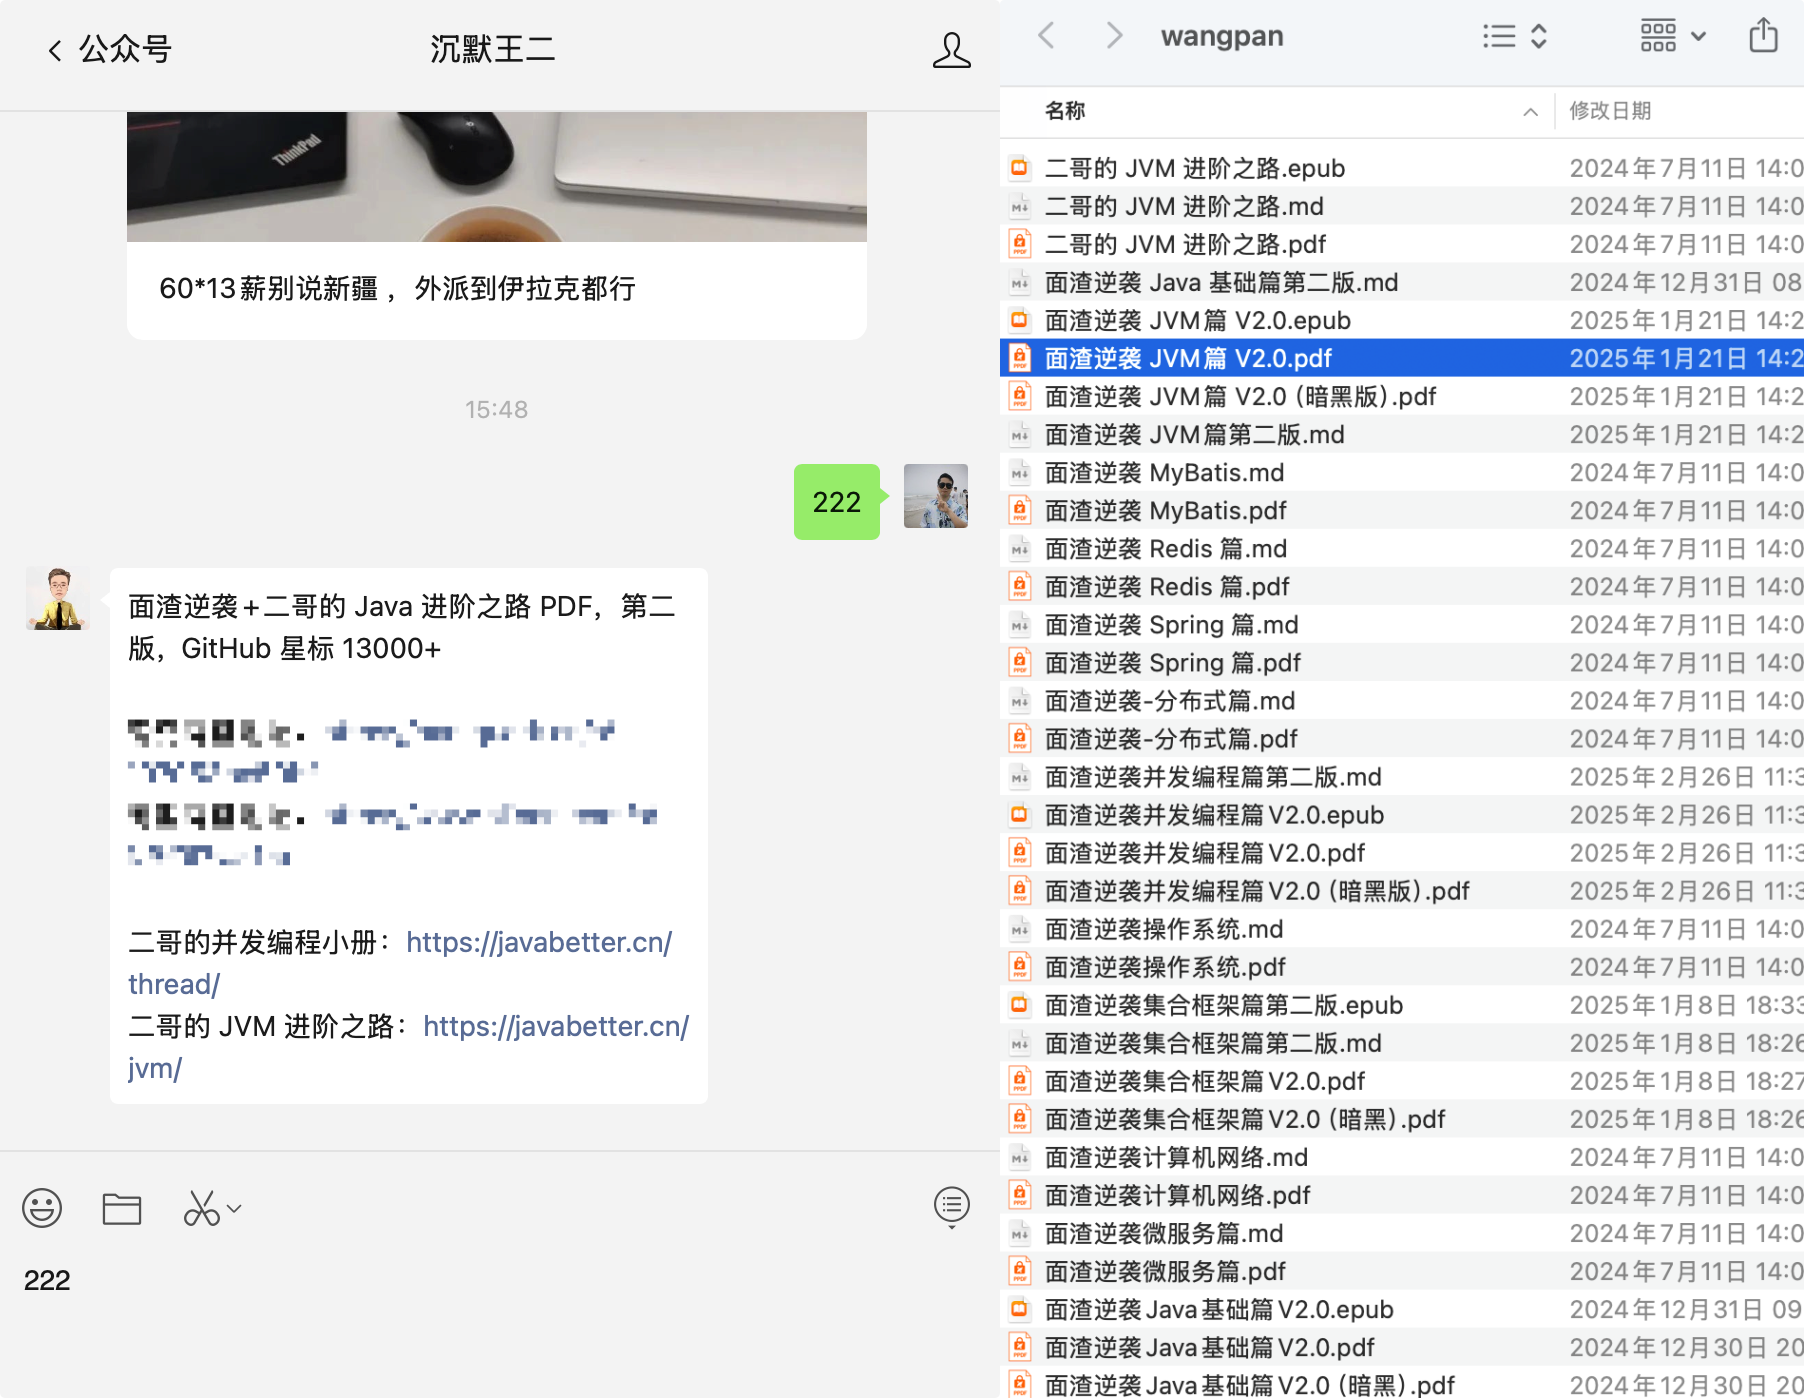 公众号
沉默王二
ThinkPad
60*13薪别说新疆，外派到伊拉克都行
15:48
222
面渣逆袭+二哥的 Java 进阶之路 PDF，第二
版，GitHub 星标 13000+
二哥的并发编程小册：https://javabetter.cn/
thread/
二哥的 JVM 进阶之路：https://javabetter.cn/
jvm/
222
wangpan
名称 修改日期
二哥的 JVM 进阶之路.epub 2024年7月11日 14:0
二哥的 JVM 进阶之路.md 2024年7月11日 14:0
二哥的 JVM 进阶之路.pdf 2024年7月11日 14:0
面渣逆袭 Java 基础篇第二版.md 2024年12月31日 08
面渣逆袭 JVM篇 V2.0.epub 2025年1月21日 14:2
面渣逆袭 JVM篇 V2.0.pdf 2025年1月21日 14:2
面渣逆袭 JVM篇 V2.0（暗黑版）.pdf 2025年1月21日 14:2
面渣逆袭 JVM篇第二版.md 2025年1月21日 14:2
面渣逆袭 MyBatis.md 2024年7月11日 14:0
面渣逆袭 MyBatis.pdf 2024年7月11日 14:0
面渣逆袭 Redis 篇.md 2024年7月11日 14:0
面渣逆袭 Redis 篇.pdf 2024年7月11日 14:0
面渣逆袭 Spring 篇.md 2024年7月11日 14:0
面渣逆袭 Spring 篇.pdf 2024年7月11日 14:0
面渣逆袭-分布式篇.md 2024年7月11日 14:0
面渣逆袭-分布式篇.pdf 2024年7月11日 14:0
面渣逆袭并发编程篇第二版.md 2025年2月26日 11:3
面渣逆袭并发编程篇V2.0.epub 2025年2月26日 11:3
面渣逆袭并发编程篇V2.0.pdf 2025年2月26日 11:3
面渣逆袭并发编程篇V2.0（暗黑版）.pdf 2025年2月26日 11:3
面渣逆袭操作系统.md 2024年7月11日 14:0
面渣逆袭操作系统.pdf 2024年7月11日 14:0
面渣逆袭集合框架篇第二版.epub 2025年1月8日 18:33
面渣逆袭集合框架篇第二版.md 2025年1月8日 18:26
面渣逆袭集合框架篇V2.0.pdf 2025年1月8日 18:27
面渣逆袭集合框架篇V2.0（暗黑）.pdf 2025年1月8日 18:26
面渣逆袭计算机网络.md 2024年7月11日 14:0
面渣逆袭计算机网络.pdf 2024年7月11日 14:0
面渣逆袭微服务篇.md 2024年7月11日 14:0
面渣逆袭微服务篇.pdf 2024年7月11日 14:0
面渣逆袭Java基础篇V2.0.epub 2024年12月31日 09
面渣逆袭Java基础篇V2.0.pdf 2024年12月30日 20
面渣逆袭Java基础篇V2.0（暗黑）.pdf 2024年12月30日 20